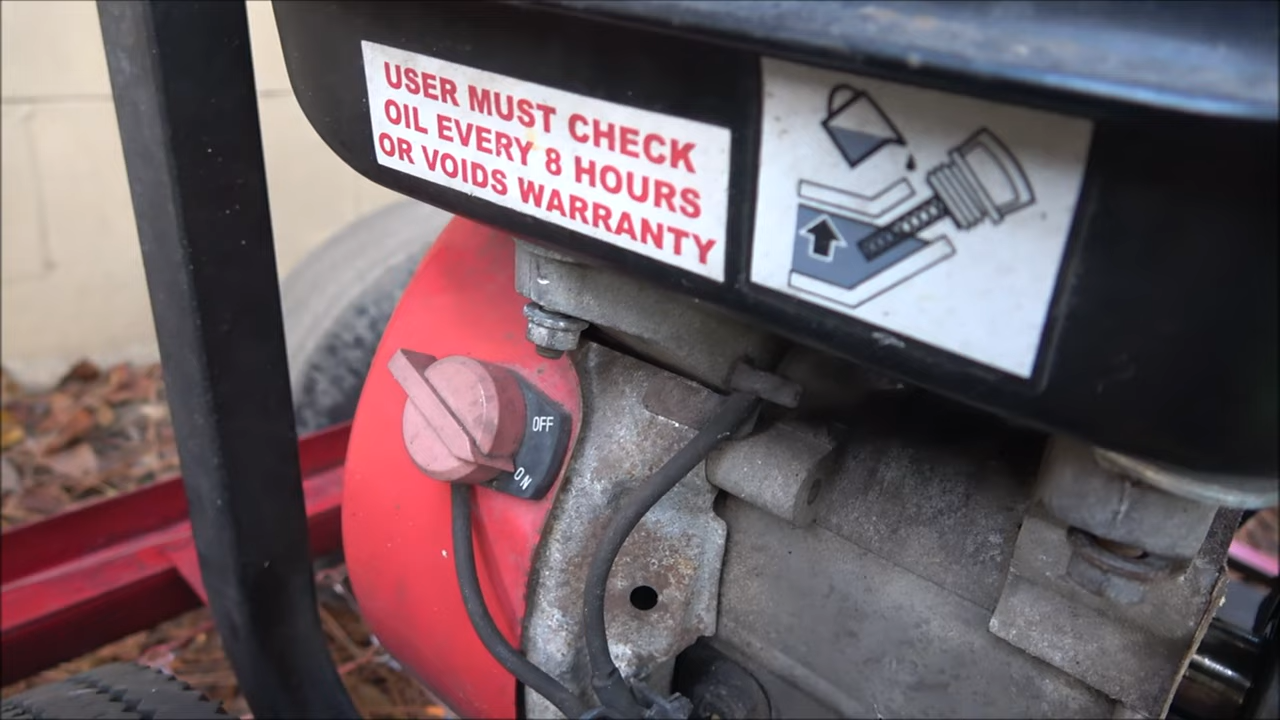 USER MUST CHECK
OIL EVERY 8 HOURS
OR VOIDS WARRANTY
OFF
ON